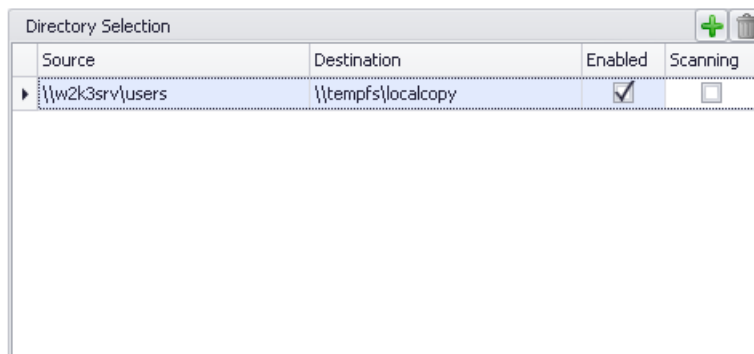 Directory Selection
Source Destination Enabled Scanning
\\w2k3srv\users \\tempfs\localcopy